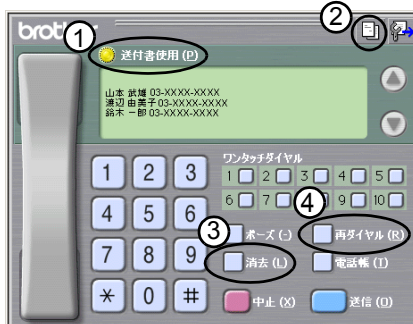 brother
①
②
送付書使用 (P)
山本 武雄 03-XXXX-XXXX
渡辺 由美子 03-XXXX-XXXX
鈴木 一郎 03-XXXX-XXXX
ワンタッチダイヤル
1 2 3 4 5
6 7 9 10
④
③
1 2 3
4 5 6
7 8 9
* 0 #
ポーズ (-)
再ダイヤル (R)
消去 (L)
電話帳 (T)
中止 (X)
送信 (O)